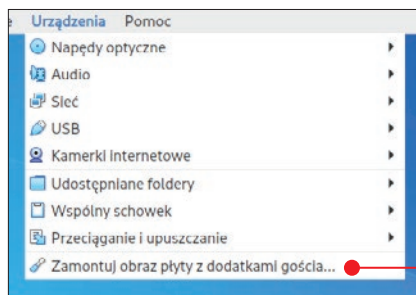 Urządzenia Pomoc
Napędy optyczne
Audio
Sieć
USB
Kamerki internetowe
Udostępniane foldery
Wspólny schowek
Przeciąganie i upuszczanie
Zamontuj obraz płyty z dodatkami gościa...